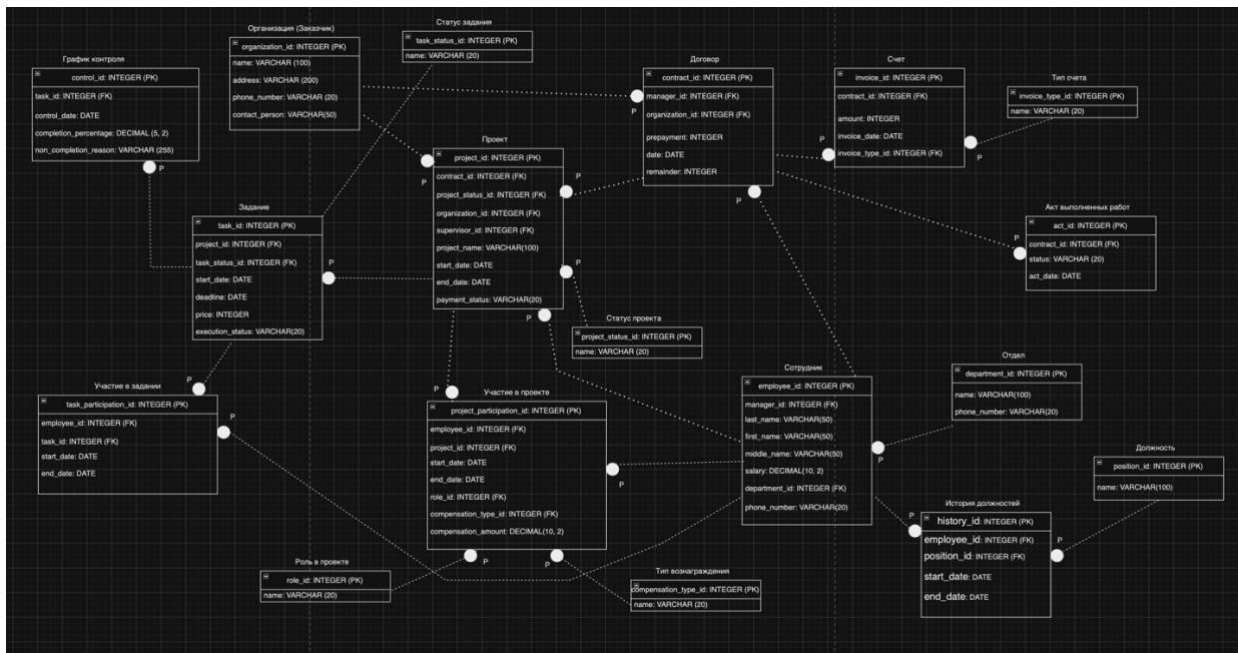 Статус задания
task_status_id: INTEGER (PK)
name: VARCHAR (20)
Организация (Заказчик)
organization_id: INTEGER (PK)
name: VARCHAR (100)
address: VARCHAR (200)
phone_number: VARCHAR (20)
contact_person: VARCHAR(50)
График контроля
control_id: INTEGER (PK)
task_id: INTEGER (FK)
control_date: DATE
completion_percentage: DECIMAL (5, 2)
non_completion_reason: VARCHAR (255)
P
Договор
contract_id: INTEGER (PK)
manager_id: INTEGER (FK)
organization_id: INTEGER (FK)
prepayment: INTEGER
date: DATE
remainder: INTEGER
P
P
Счет
invoice_id: INTEGER (PK)
contract_id: INTEGER (FK)
amount: INTEGER
invoice_date: DATE
invoice_type_id: INTEGER (FK)
P
P
Тип счета
invoice_type_id: INTEGER (PK)
name: VARCHAR (20)
Проект
project_id: INTEGER (PK)
contract_id: INTEGER (FK)
project_status_id: INTEGER (FK)
organization_id: INTEGER (FK)
supervisor_id: INTEGER (FK)
project_name: VARCHAR(100)
start_date: DATE
end_date: DATE
payment_status: VARCHAR(20)
P
P
P
P
Задание
task_id: INTEGER (PK)
project_id: INTEGER (FK)
task_status_id: INTEGER (FK)
start_date: DATE
deadline: DATE
price: INTEGER
execution_status: VARCHAR(20)
P
Акт выполненных работ
act_id: INTEGER (PK)
contract_id: INTEGER (FK)
status: VARCHAR (20)
act_date: DATE
P
Статус проекта
project_status_id: INTEGER (PK)
name: VARCHAR (20)
Участие в задании
task_participation_id: INTEGER (PK)
employee_id: INTEGER (FK)
task_id: INTEGER (FK)
start_date: DATE
end_date: DATE
P
P
Участие в проекте
project_participation_id: INTEGER (PK)
employee_id: INTEGER (FK)
project_id: INTEGER (FK)
start_date: DATE
end_date: DATE
role_id: INTEGER (FK)
compensation_type_id: INTEGER (FK)
compensation_amount: DECIMAL(10, 2)
P
P
P
P
Сотрудник
employee_id: INTEGER (PK)
manager_id: INTEGER (FK)
last_name: VARCHAR(50)
first_name: VARCHAR(50)
middle_name: VARCHAR(50)
salary: DECIMAL(10, 2)
department_id: INTEGER (FK)
phone_number: VARCHAR(20)
P
Отдел
department_id: INTEGER (PK)
name: VARCHAR(100)
phone_number: VARCHAR(20)
Должность
position_id: INTEGER (PK)
name: VARCHAR(100)
История должностей
history_id: INTEGER (PK)
employee_id: INTEGER (FK)
position_id: INTEGER (FK)
start_date: DATE
end_date: DATE
P
P
Роль в проекте
role_id: INTEGER (PK)
name: VARCHAR (20)
Тип вознаграждения
compensation_type_id: INTEGER (PK)
name: VARCHAR (20)